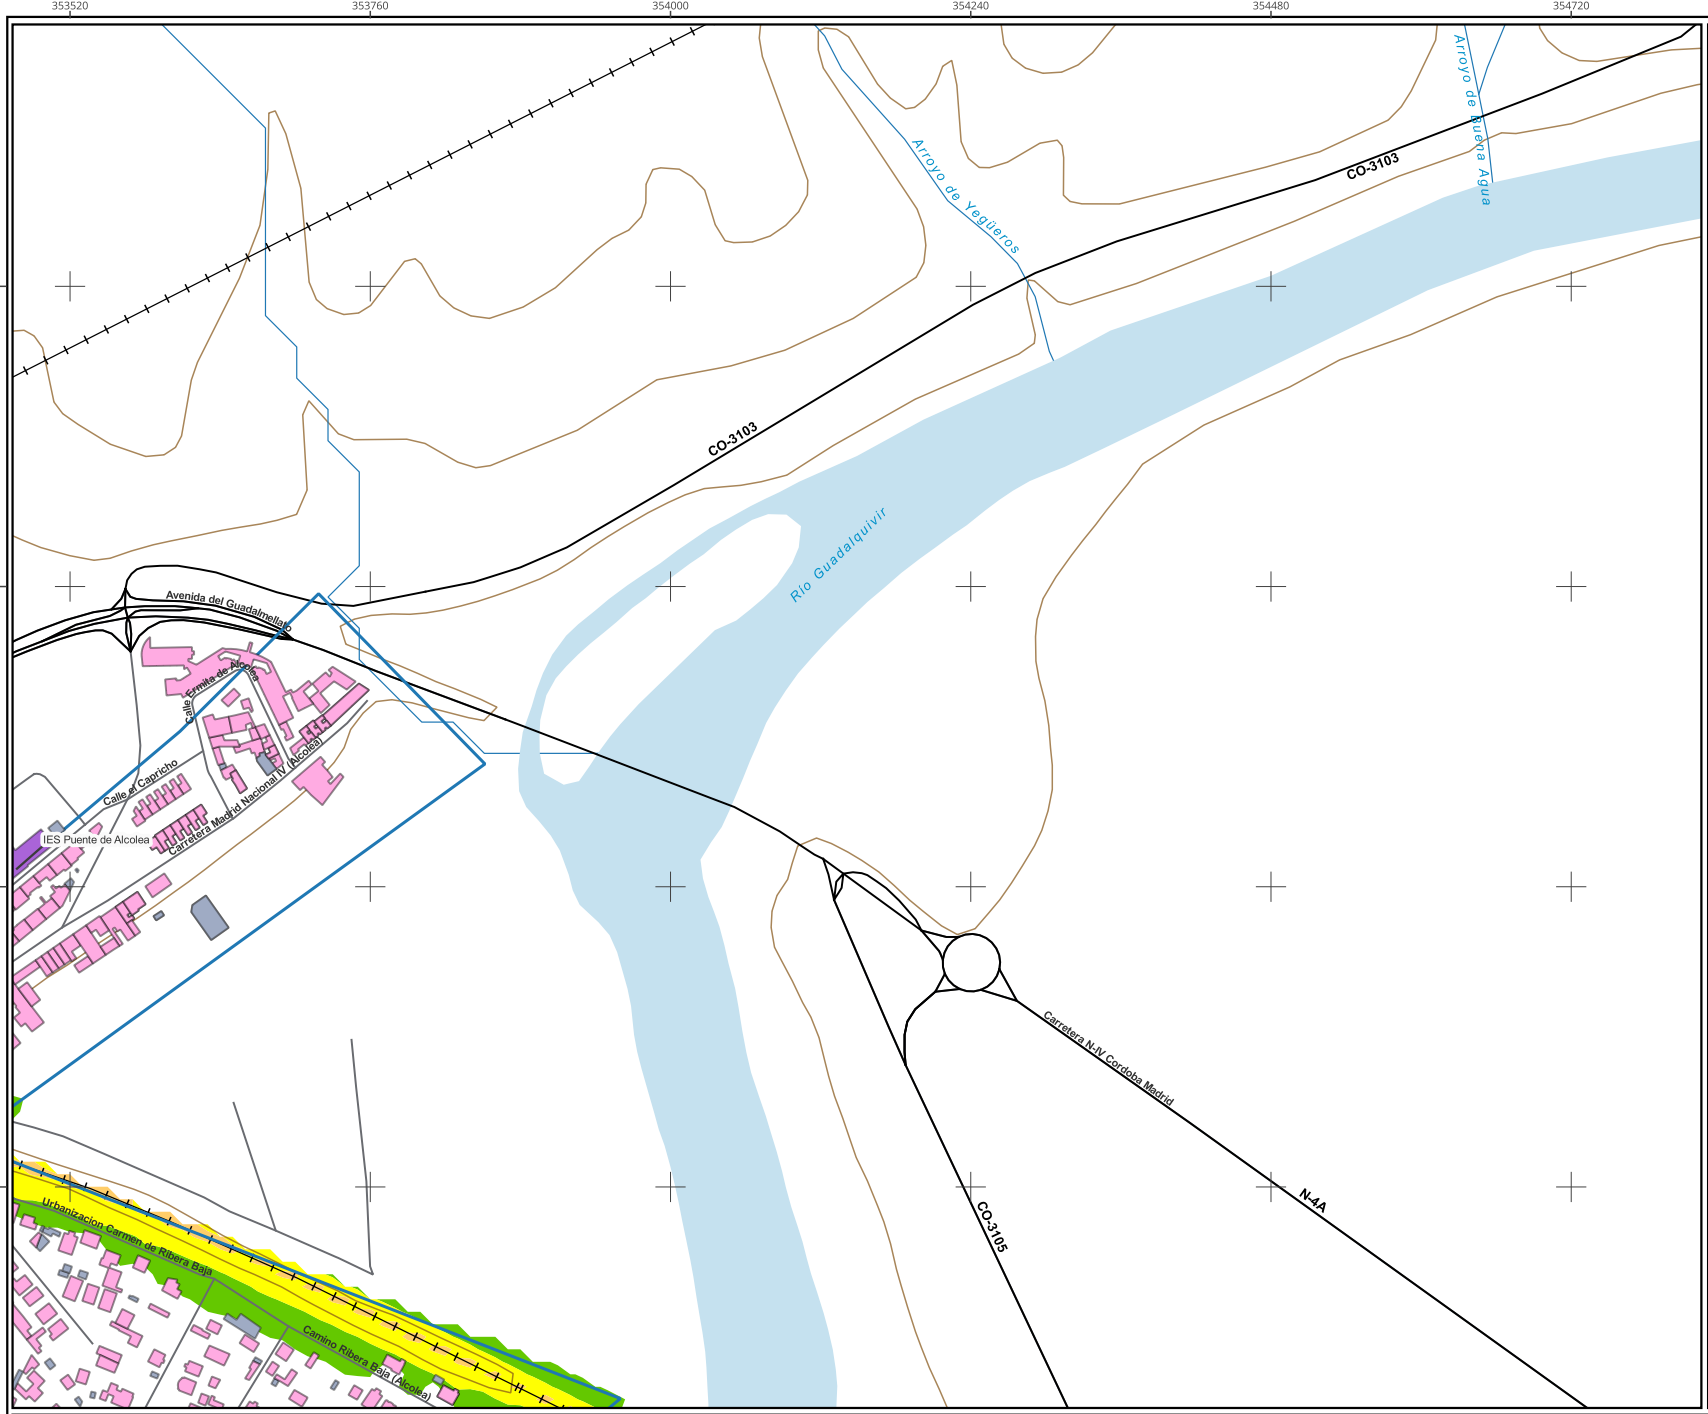 353520 353760 354000 354240 354480 354720
Arroyo de Buena Agua
Arroyo de Yegüeros
CO-3103
CO-3103
Río Guadalquivir
Avenida del Guadalmellato
Calle Ermita de Alcolea
Calle
Calle el Capricho
Carretera Madrid Nacional IV (Alcolea)
IES Puente de Alcolea
Carretera N-IV Cordoba Madrid
N-4A
CO-3105
Urbanizacion Carmen de Ribera Baja
Camino Ribera Baja (Alcolea)